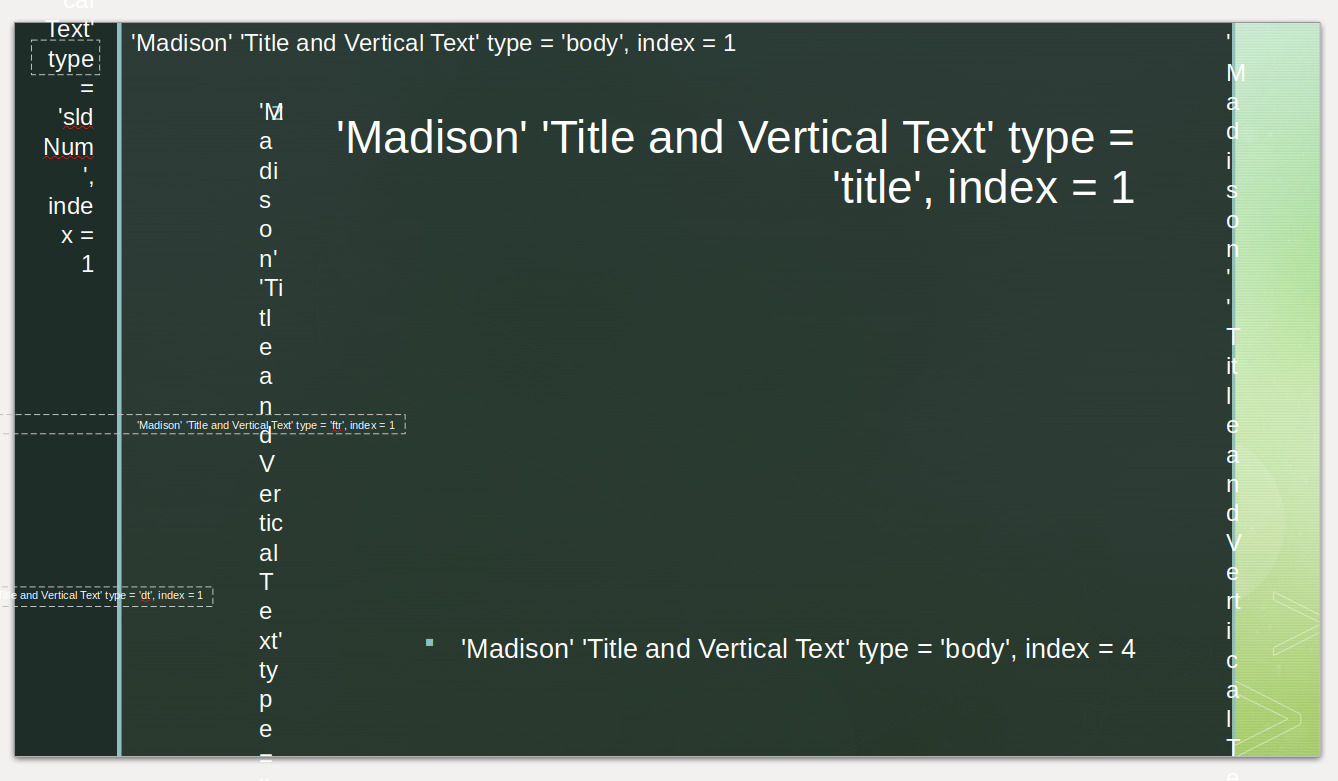 cal
Text'
type
=
'sld
Num
',
inde
x =
1
'Madison' 'Title and Vertical Text' type = 'body', index = 1
'M
a
di
s
o
n'
'Ti
tl
e
a
n
d
V
er
tic
al
T
e
xt'
ty
p
e
=
'Madison' 'Title and Vertical Text' type =
'title', index = 1
'Madison' 'Title and Vertical Text' type = 'ftr', index = 1
and Vertical Text' type = 'dt', index = 1
'Madison' 'Title and Vertical Text' type = 'body', index = 4
'
M
a
d
i
s
o
n
'
'
T
it
l
e
a
n
d
V
e
rt
i
c
a
l
T
e